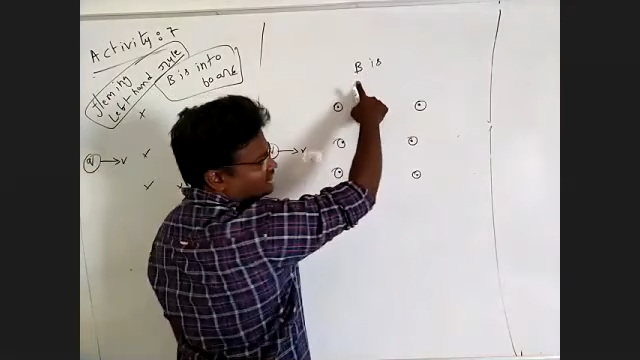 Activity: 7
fleming
left hand rule
B is into
board
B is
q → v
→ v